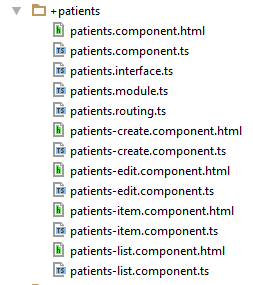 +patients
patients.component.html
patients.component.ts
patients.interface.ts
patients.module.ts
patients.routing.ts
patients-create.component.html
patients-create.component.ts
patients-edit.component.html
patients-edit.component.ts
patients-item.component.html
patients-item.component.ts
patients-list.component.html
patients-list.component.ts